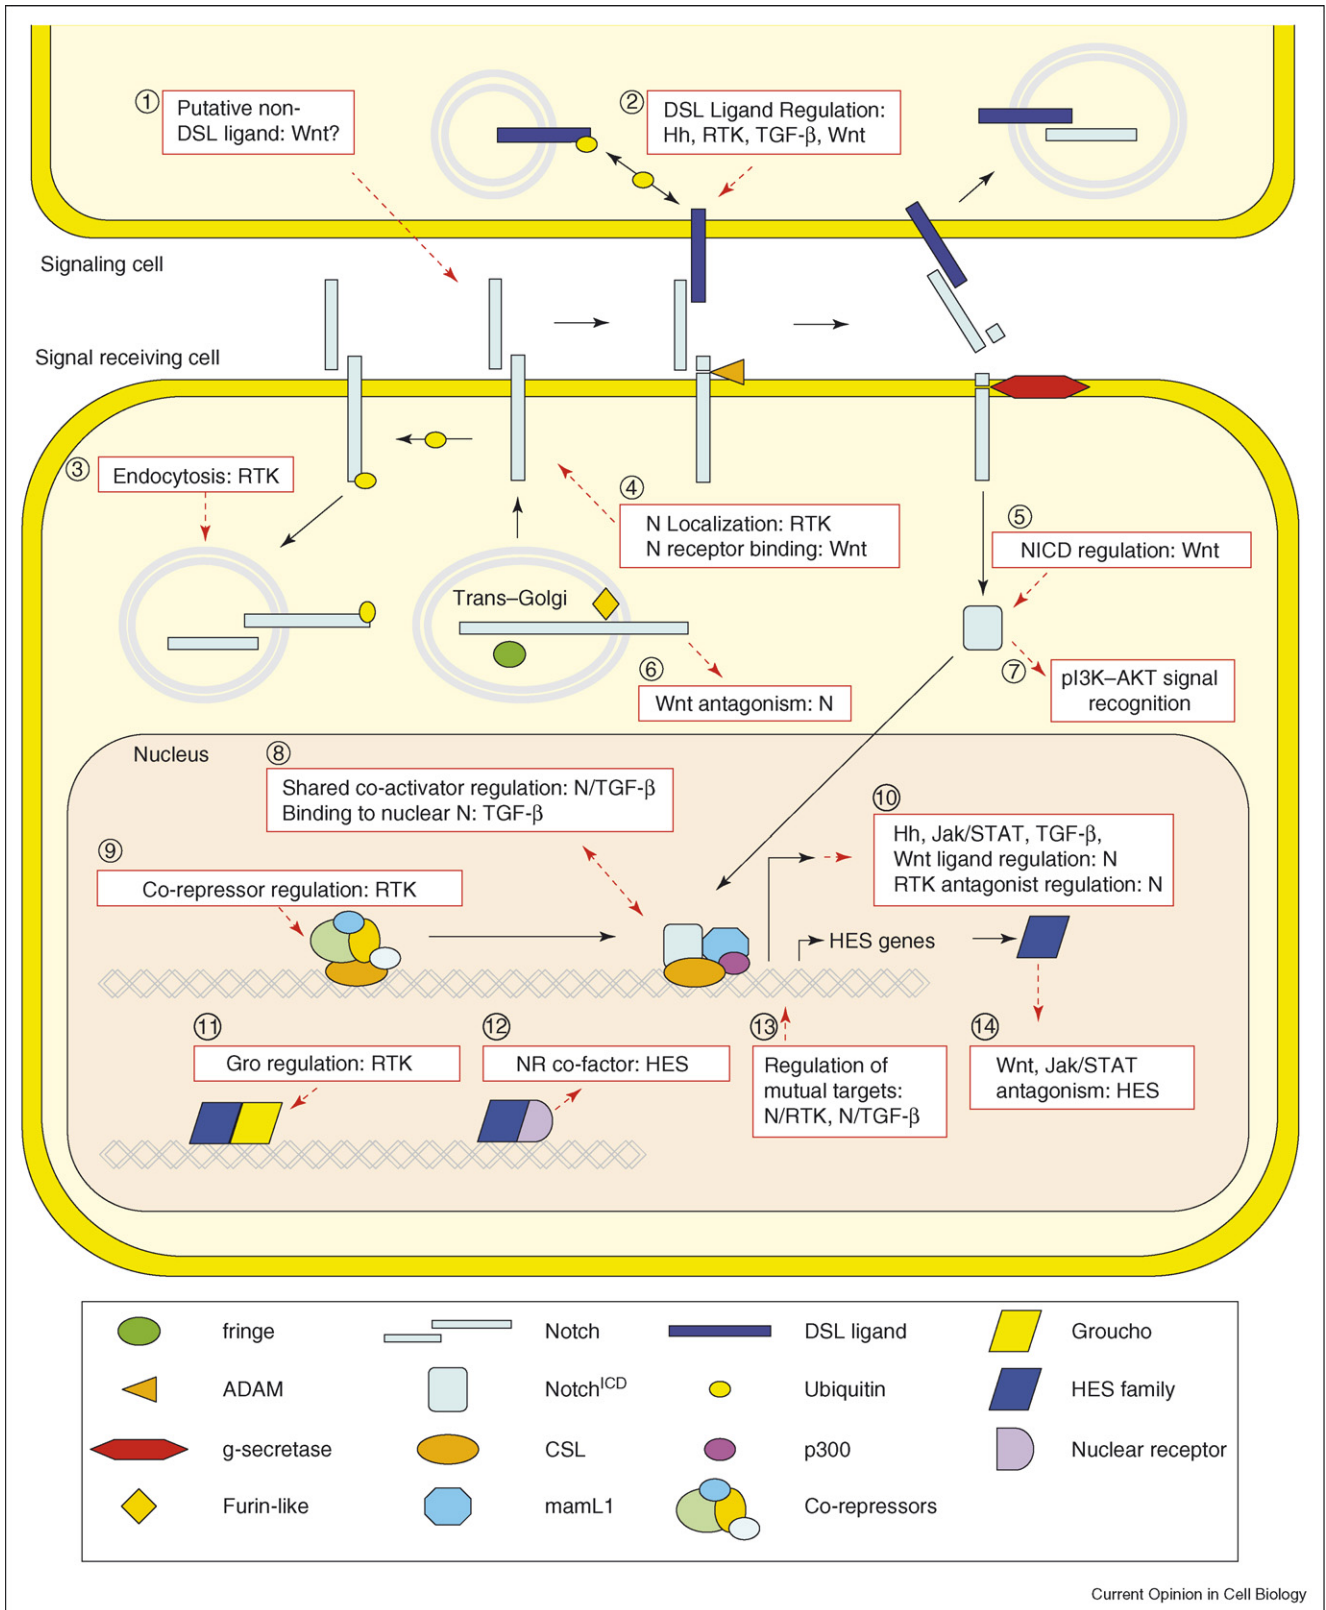 ①
Putative non-
DSL ligand: Wnt?
②
DSL Ligand Regulation:
Hh, RTK, TGF-β, Wnt
Signaling cell
Signal receiving cell
③
Endocytosis: RTK
④
N Localization: RTK
N receptor binding: Wnt
⑤
NICD regulation: Wnt
Trans–Golgi
⑥
Wnt antagonism: N
⑦
pI3K–AKT signal
recognition
Nucleus
⑧
Shared co-activator regulation: N/TGF-β
Binding to nuclear N: TGF-β
⑨
Co-repressor regulation: RTK
⑩
Hh, Jak/STAT, TGF-β,
Wnt ligand regulation: N
RTK antagonist regulation: N
HES genes
⑪
Gro regulation: RTK
⑫
NR co-factor: HES
⑬
Regulation of
mutual targets:
N/RTK, N/TGF-β
⑭
Wnt, Jak/STAT
antagonism: HES
fringe
Notch
DSL ligand
Groucho
ADAM
Notch^ICD
Ubiquitin
HES family
g-secretase
CSL
p300
Nuclear receptor
Furin-like
mamL1
Co-repressors
Current Opinion in Cell Biology